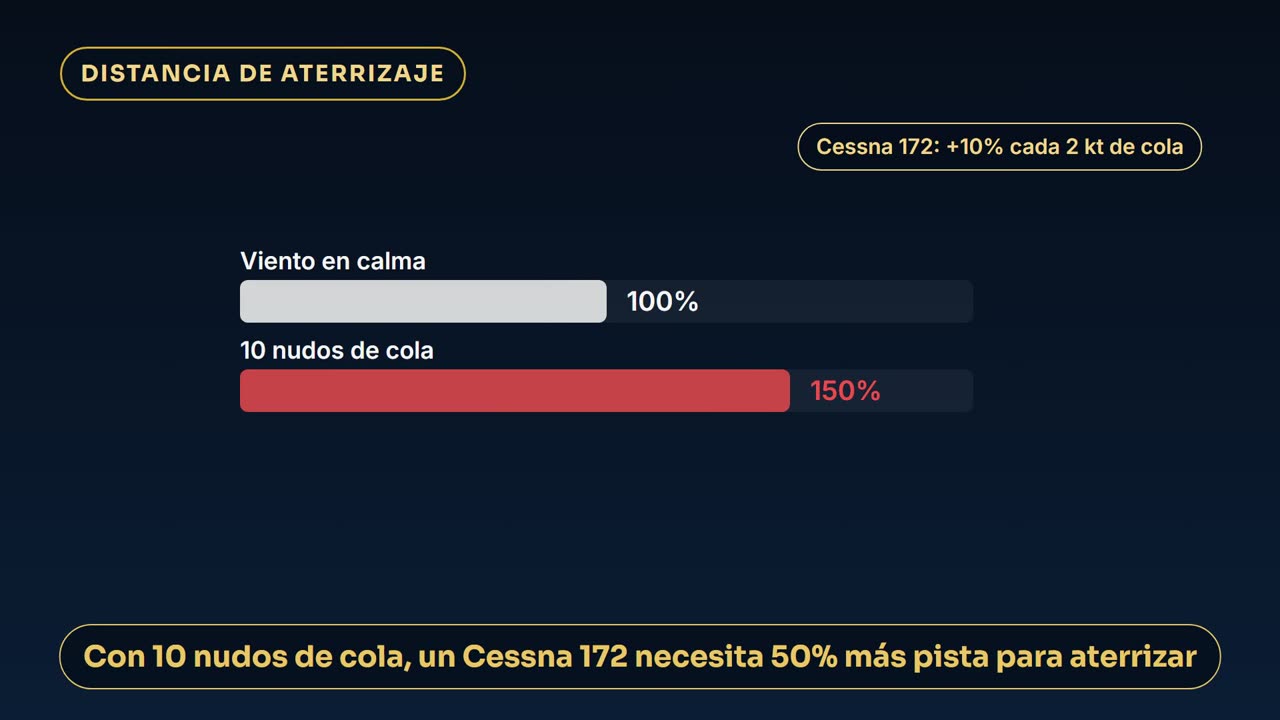 DISTANCIA DE ATERRIZAJE
Cessna 172: +10% cada 2 kt de cola
Viento en calma
100%
10 nudos de cola
150%
Con 10 nudos de cola, un Cessna 172 necesita 50% más pista para aterrizar